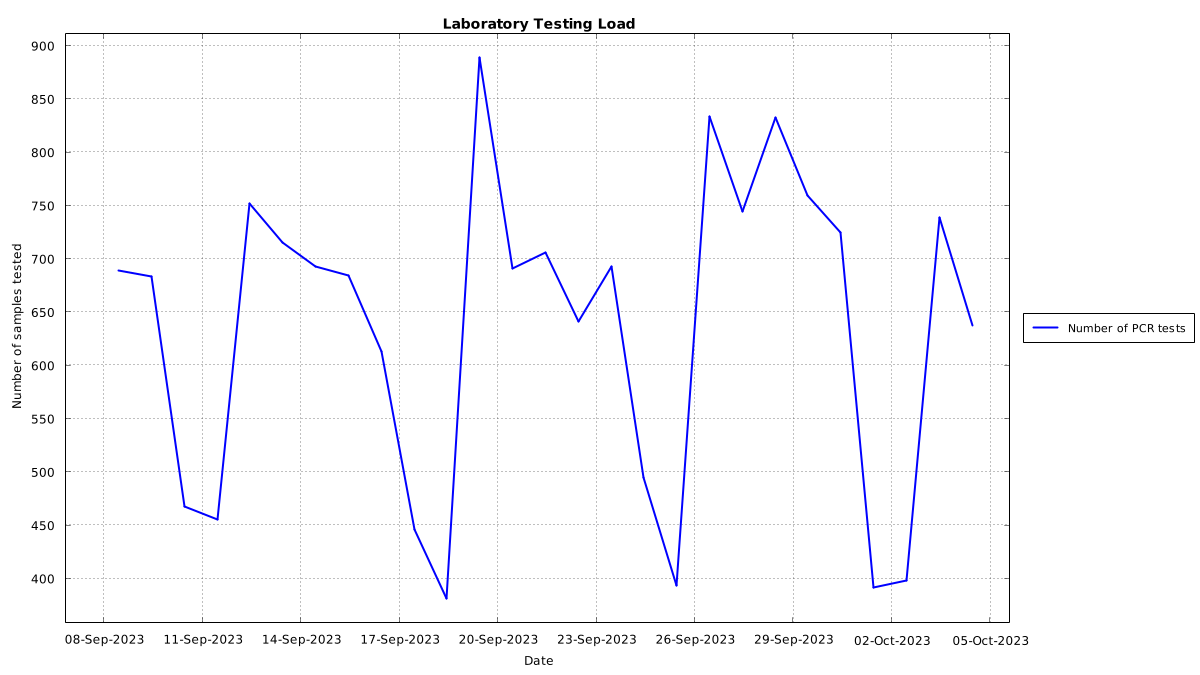 Laboratory Testing Load
900
850
800
750
700
650
600
550
500
450
400
Number of samples tested
08-Sep-2023 11-Sep-2023 14-Sep-2023 17-Sep-2023 20-Sep-2023 23-Sep-2023 26-Sep-2023 29-Sep-2023 02-Oct-2023 05-Oct-2023
Date
Number of PCR tests